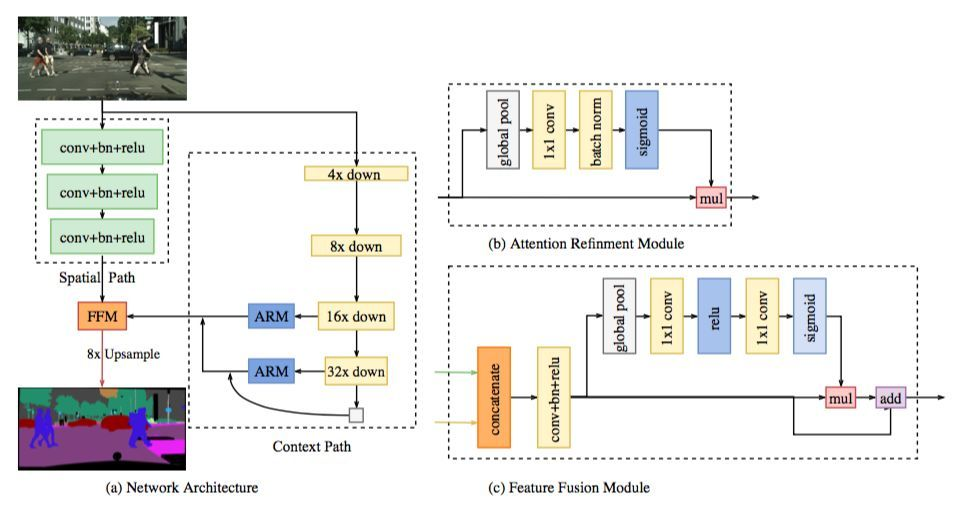 conv+bn+relu
conv+bn+relu
conv+bn+relu
Spatial Path
4x down
8x down
FFM
ARM
16x down
8x Upsample
ARM
32x down
Context Path
(a) Network Architecture
global pool
1x1 conv
batch norm
sigmoid
mul
(b) Attention Refinment Module
global pool
1x1 conv
relu
1x1 conv
sigmoid
concatenate
conv+bn+relu
mul
add
(c) Feature Fusion Module